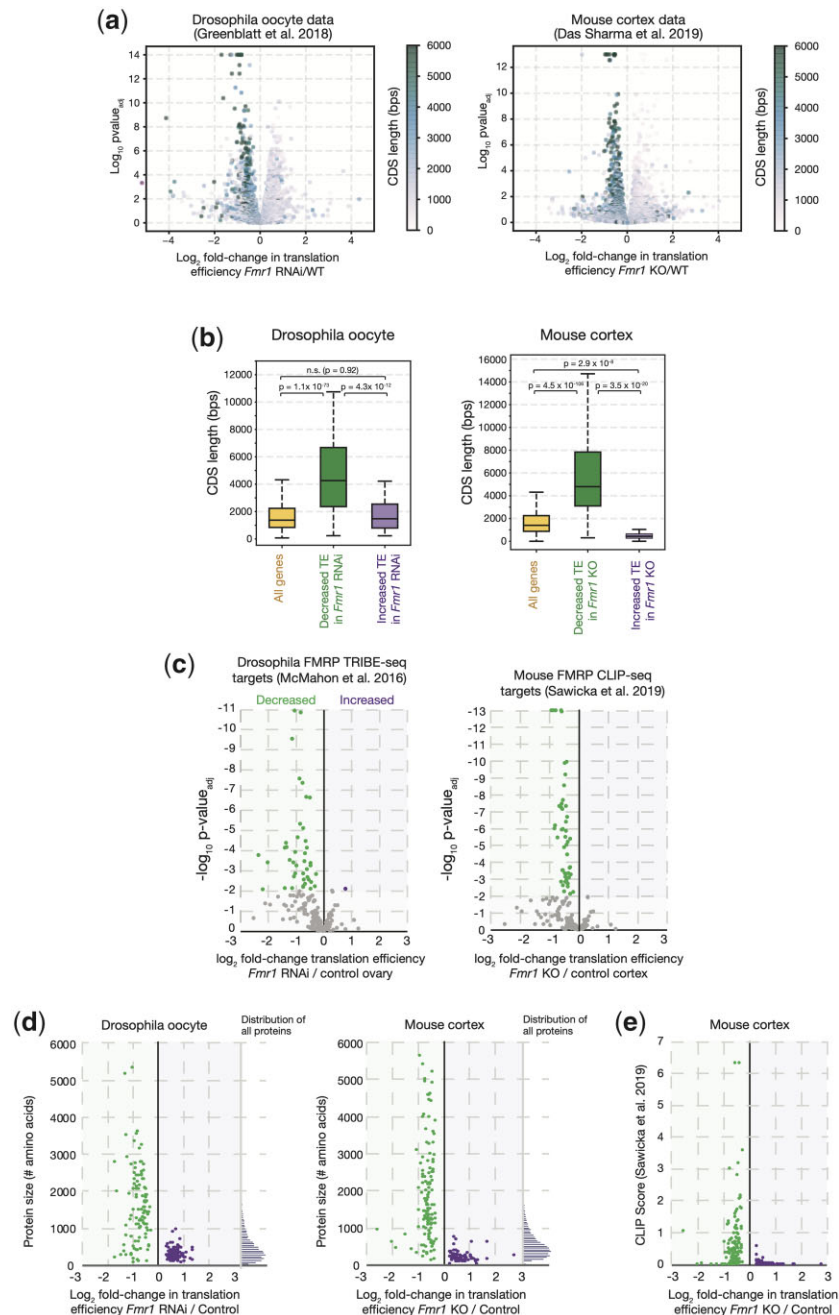 (a)
Drosophila oocyte data
(Greenblatt et al. 2018)
14
12
10
8
6
4
2
0
Log10 pvalueadj
−4
−2
0
2
4
Log2 fold-change in translation
efficiency Fmr1 RNAi/WT
6000
5000
4000
3000
2000
1000
0
CDS length (bps)
Mouse cortex data
(Das Sharma et al. 2019)
12
10
8
6
4
2
0
Log10 pvalueadj
−4
−2
0
2
4
Log2 fold-change in translation
efficiency Fmr1 KO/WT
6000
5000
4000
3000
2000
1000
0
CDS length (bps)
(b)
Drosophila oocyte
n.s. (p = 0.92)
p = 1.1x 10-73
p = 4.3x 10-12
12000
10000
8000
6000
4000
2000
0
CDS length (bps)
All genes
Decreased TE
in Fmr1 RNAi
Increased TE
in Fmr1 RNAi
Mouse cortex
p = 2.9 x 10-8
p = 3.5 x 10-20
16000
14000
12000
10000
8000
6000
4000
2000
0
CDS length (bps)
All genes
Decreased TE
in Fmr1 KO
Increased TE
in Fmr1 KO
(c)
Drosophila FMRP TRIBE-seq
targets (McMahon et al. 2016)
Decreased
Increased
-11
-10
-9
-8
-7
-6
-5
-4
-3
-2
-1
0
-log10 p-valueadj
-3
-2
-1
0
1
2
3
log2 fold-change translation efficiency
Fmr1 RNAi / control ovary
Mouse FMRP CLIP-seq
targets (Sawicka et al. 2019)
-13
-12
-11
-10
-9
-8
-7
-6
-5
-4
-3
-2
-1
0
-log10 p-valueadj
-3
-2
-1
0
1
2
3
log2 fold-change translation efficiency
Fmr1 KO / control cortex
(d)
Drosophila oocyte
Distribution of
all proteins
6000
5000
4000
3000
2000
1000
0
Protein size (# amino acids)
-3
-2
-1
0
1
2
3
Log2 fold-change in translation
efficiency Fmr1 RNAi / Control
Mouse cortex
Distribution of
all proteins
6000
5000
4000
3000
2000
1000
0
Protein size (# amino acids)
-3
-2
-1
0
1
2
3
Log2 fold-change in translation
efficiency Fmr1 KO / Control
(e)
Mouse cortex
7
6
5
4
3
2
1
0
CLIP Score (Sawicka et al. 2019)
-3
-2
-1
0
1
2
3
Log2 fold-change in translation
efficiency Fmr1 KO / Control